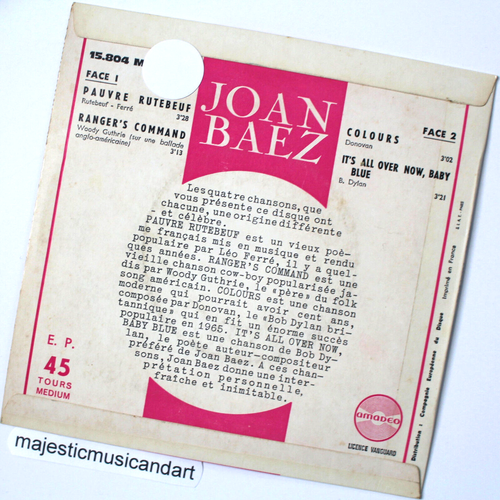 15.804 M
FACE 1
PAUVRE RUTEBEUF
Rutebeuf - Ferré
3'28
RANGER'S COMMAND
Woody Guthrie (sur une ballade
anglo-américaine)
3'13
JOAN
BAEZ
FACE 2
COLOURS
Donovan
3'02
IT'S ALL OVER NOW, BABY
BLUE
B. Dylan
3'21
Les quatre chansons, que
vous présente ce disque ont
chacune, une origine différente
- et célèbre.
PAUVRE RUTEBEUF est un vieux poè-
me français mis en musique et rendu
populaire par Léo Ferré, il y a quel-
ques années. RANGER'S COMMAND est une
vieille chanson cow-boy popularisée ja-
dis par Woody Guthrie, le «père» du folk
song américain. COLOURS est une chanson
moderne qui pourrait avoir cent ans,
composée par Donovan, le «Bob Dylan bri-
tannique» qui en fit un énorme succès
populaire en 1965. IT'S ALL OVER NOW,
BABY BLUE est une chanson de Bob Dy-
lan, le poète auteur-compositeur
préféré de Joan Baez. A ces chan-
sons, Joan Baez donne une inter-
prétation personnelle,
fraîche et inimitable.
E. P.
45
TOURS
MEDIUM
amadeo
LICENCE VANGUARD
Distribution : Compagnie Européenne du Disque
Imprimé en France
majesticmusicandart